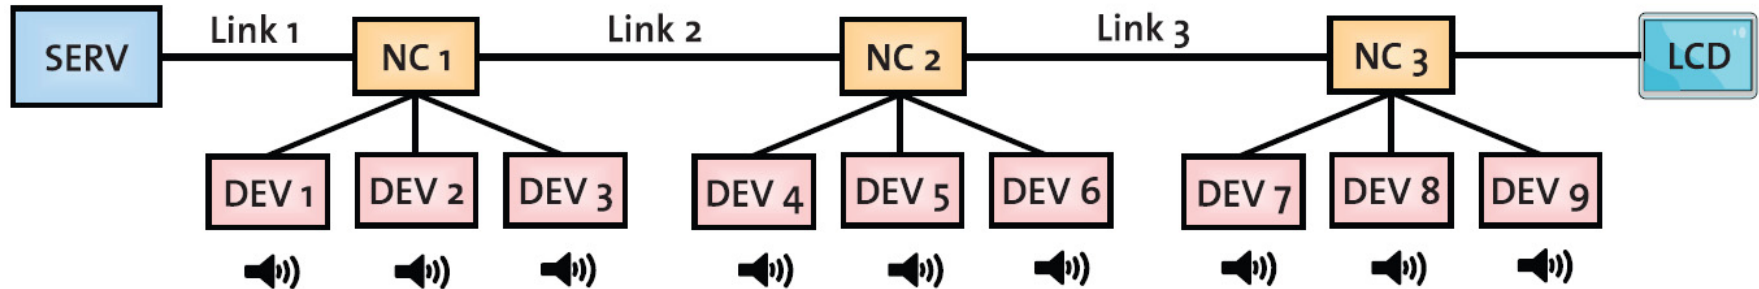 Link 1
Link 2
Link 3
SERV
NC 1
NC 2
NC 3
LCD
DEV 1
DEV 2
DEV 3
DEV 4
DEV 5
DEV 6
DEV 7
DEV 8
DEV 9